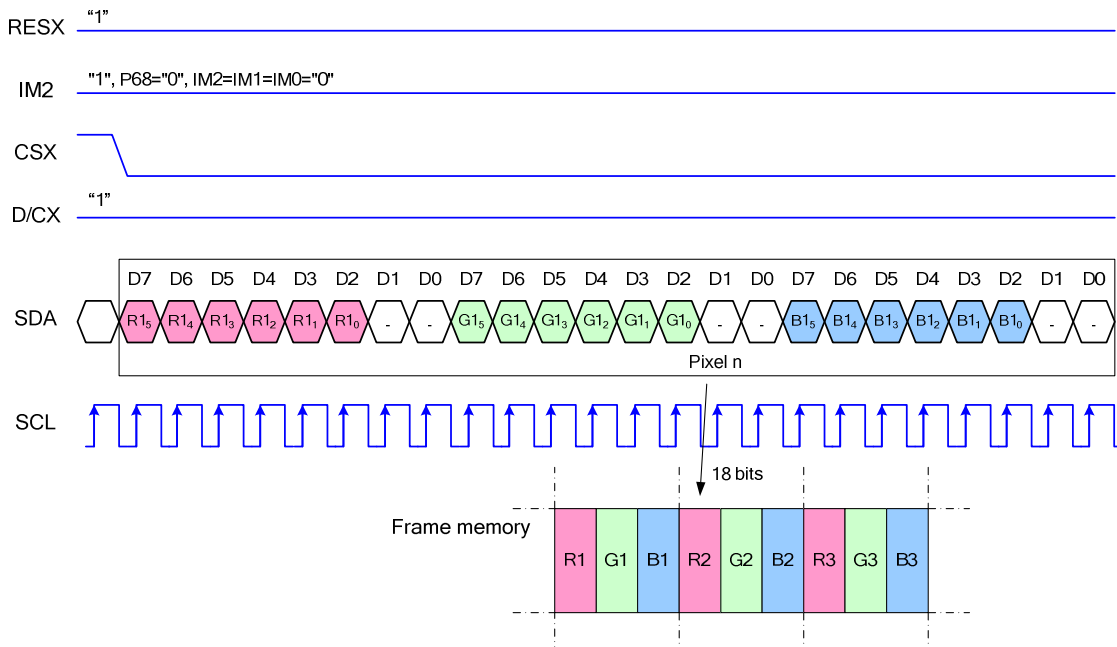 RESX “1”
IM2 "1", P68="0", IM2=IM1=IM0="0"
CSX
D/CX “1”
D7 D6 D5 D4 D3 D2 D1 D0 D7 D6 D5 D4 D3 D2 D1 D0 D7 D6 D5 D4 D3 D2 D1 D0
SDA R1₅ R1₄ R1₃ R1₂ R1₁ R1₀ - - G1₅ G1₄ G1₃ G1₂ G1₁ G1₀ - - B1₅ B1₄ B1₃ B1₂ B1₁ B1₀ - -
Pixel n
SCL
18 bits
Frame memory
R1 G1 B1 R2 G2 B2 R3 G3 B3